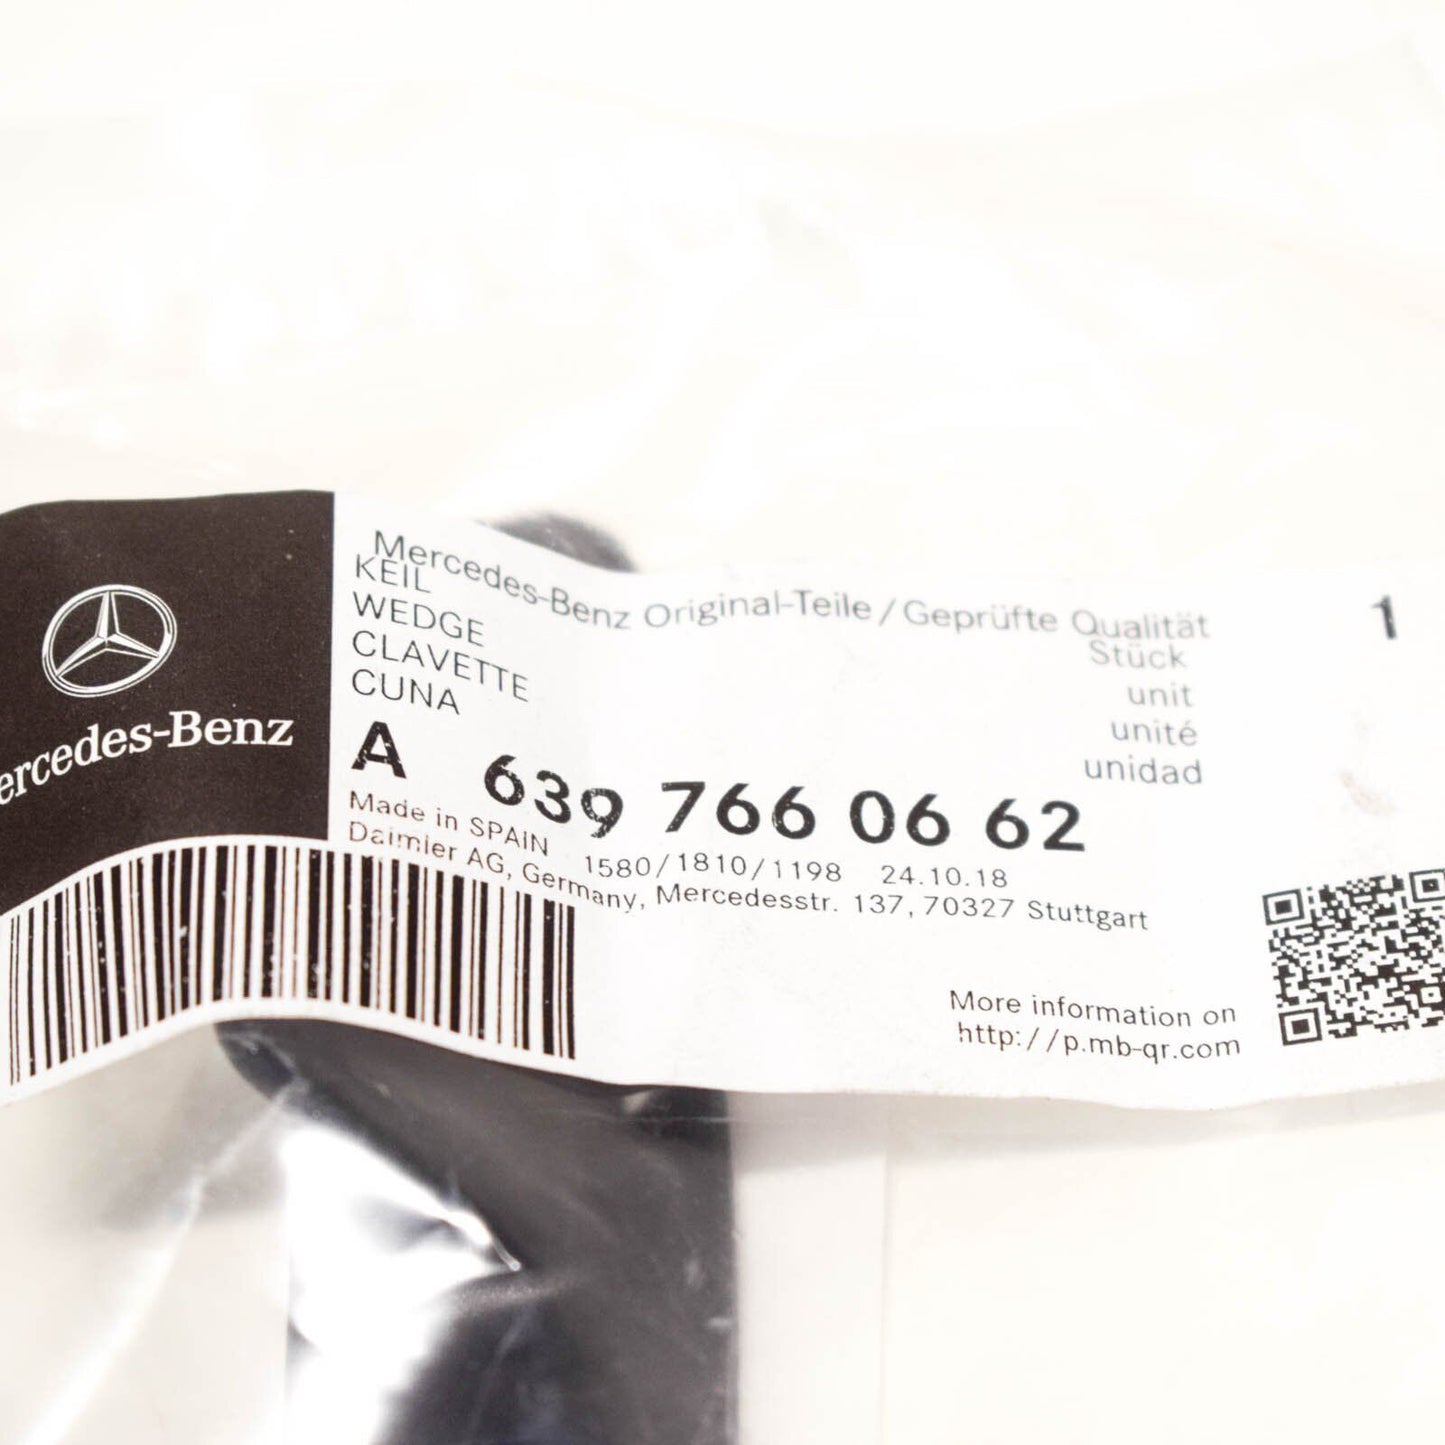 Mercedes-Benz Original-Teile / Geprüfte Qualität
KEIL
WEDGE
CLAVETTE
CUNA
Stück
unit
unité
unidad
1
ercedes-Benz
A 639 766 06 62
Made in SPAIN 1580/1810/1198 24.10.18
Daimler AG, Germany, Mercedesstr. 137, 70327 Stuttgart
More information on
http://p.mb-qr.com